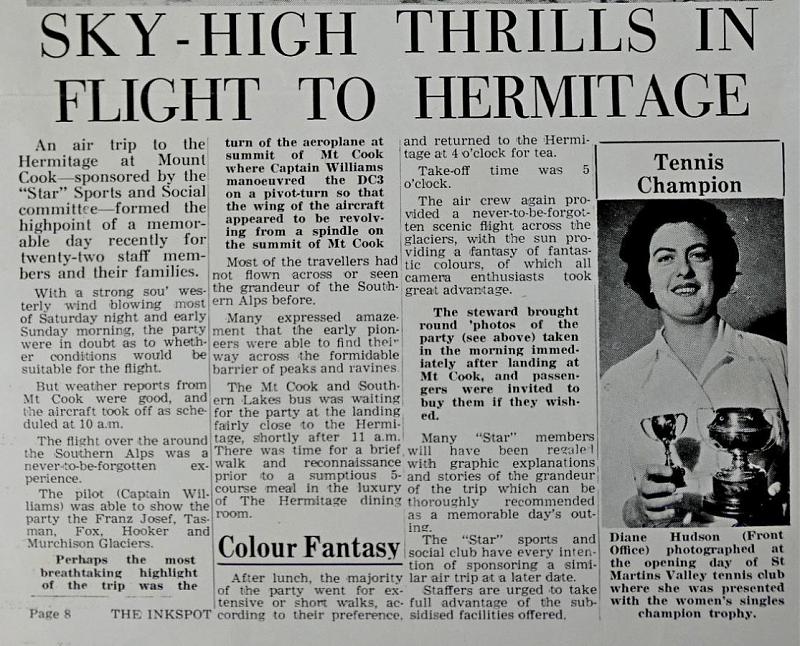 SKY-HIGH THRILLS IN
FLIGHT TO HERMITAGE
An air trip to the
Hermitage at Mount
Cook—sponsored by the
"Star" Sports and Social
committee—formed the
highpoint of a memor-
able day recently for
twenty-two staff mem-
bers and their families.
With a strong sou' wes-
terly wind blowing most
of Saturday night and early
Sunday morning, the party
were in doubt as to wheth-
er conditions would be
suitable for the flight.
But weather reports from
Mt Cook were good, and
the aircraft took off as sche-
duled at 10 a.m.
The flight over the around
the Southern Alps was a
never-to-be-forgotten ex-
perience.
The pilot (Captain Wil-
liams) was able to show the
party the Franz Josef, Tas-
man, Fox, Hooker and
Murchison Glaciers.
Perhaps the most
breathtaking highlight
of the trip was the
turn of the aeroplane at
summit of Mt Cook
where Captain Williams
manoeuvred the DC3
on a pivot-turn so that
the wing of the aircraft
appeared to be revolv-
ing from a spindle on
the summit of Mt Cook
Most of the travellers had
not flown across or seen
the grandeur of the South-
ern Alps before.
Many expressed amaze-
ment that the early pion-
eers were able to find their
way across the formidable
barrier of peaks and ravines.
The Mt Cook and South-
ern Lakes bus was waiting
for the party at the landing
fairly close to the Hermi-
tage, shortly after 11 a.m.
There was time for a brief
walk and reconnaissance
prior to a sumptious 5-
course meal in the luxury
of The Hermitage dining
room.
Colour Fantasy
After lunch, the majority
of the party went for ex-
tensive or short walks, ac-
cording to their preference,
and returned to the Hermi-
tage at 4 o'clock for tea.
Take-off time was 5
o'clock.
The air crew again pro-
vided a never-to-be-forgot-
ten scenic flight across the
glaciers, with the sun pro-
viding a fantasy of fantas-
tic colours, of which all
camera enthusiasts took
great advantage.
The steward brought
round 'photos of the
party (see above) taken
in the morning immed-
iately after landing at
Mt Cook, and passen-
gers were invited to
buy them if they wish-
ed.
Many "Star" members
will have been regaled
with graphic explanations
and stories of the grandeur
of the trip which can be
thoroughly recommended
as a memorable day's out-
ing.
The "Star" sports and
social club have every inten-
tion of sponsoring a simi-
lar air trip at a later date.
Staffers are urged to take
full advantage of the sub-
sidised facilities offered.
Tennis
Champion
Diane Hudson (Front
Office) photographed at
the opening day of St
Martins Valley tennis club
where she was presented
with the women's singles
champion trophy.
Page 8 THE INKSPOT